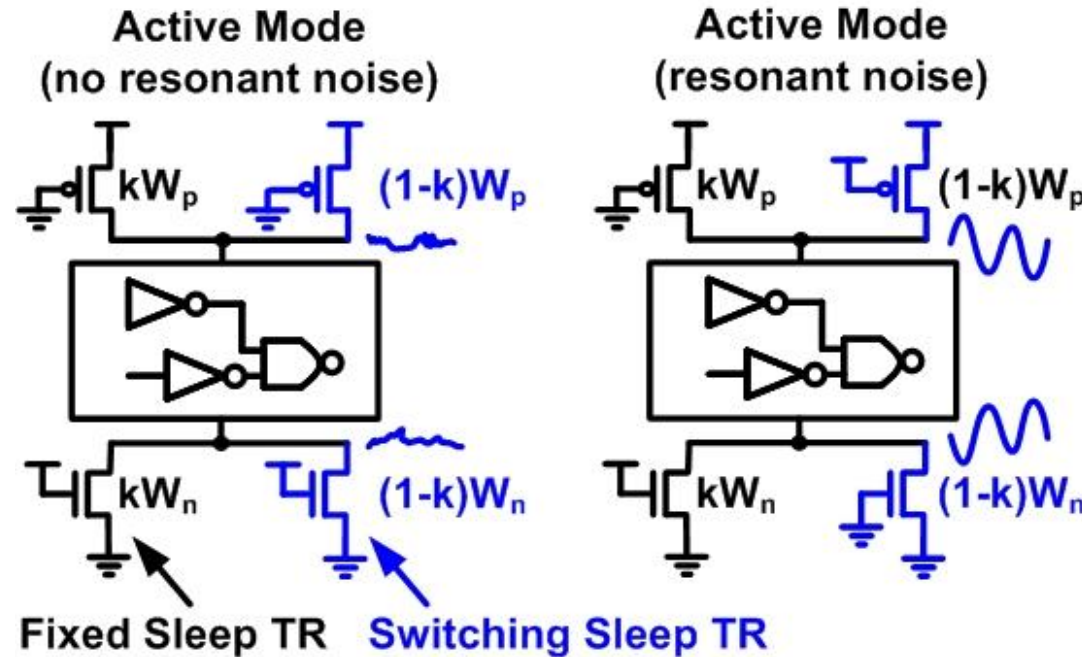 Active Mode
(no resonant noise)
Active Mode
(resonant noise)
kWₚ
(1-k)Wₚ
kWₚ
(1-k)Wₚ
kWₙ
(1-k)Wₙ
kWₙ
(1-k)Wₙ
Fixed Sleep TR
Switching Sleep TR